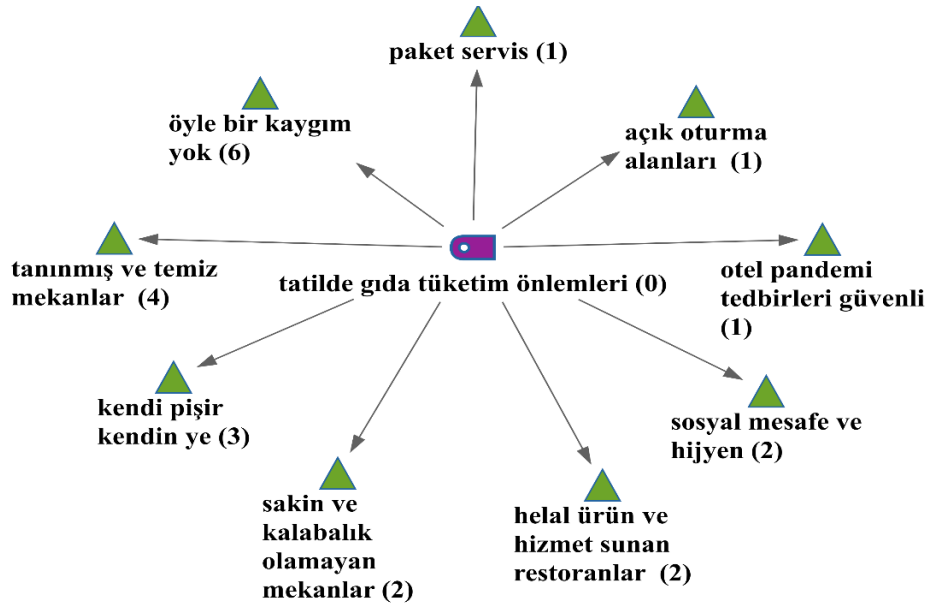 paket servis (1)
öyle bir kaygım
yok (6)
açık oturma
alanları (1)
tanınmış ve temiz
mekanlar (4)
tatilde gıda tüketim önlemleri (0)
otel pandemi
tedbirleri güvenli
(1)
kendi pişir
kendin ye (3)
sosyal mesafe ve
hijyen (2)
sakin ve
kalabalık
olamayan
mekanlar (2)
helal ürün ve
hizmet sunan
restoranlar (2)